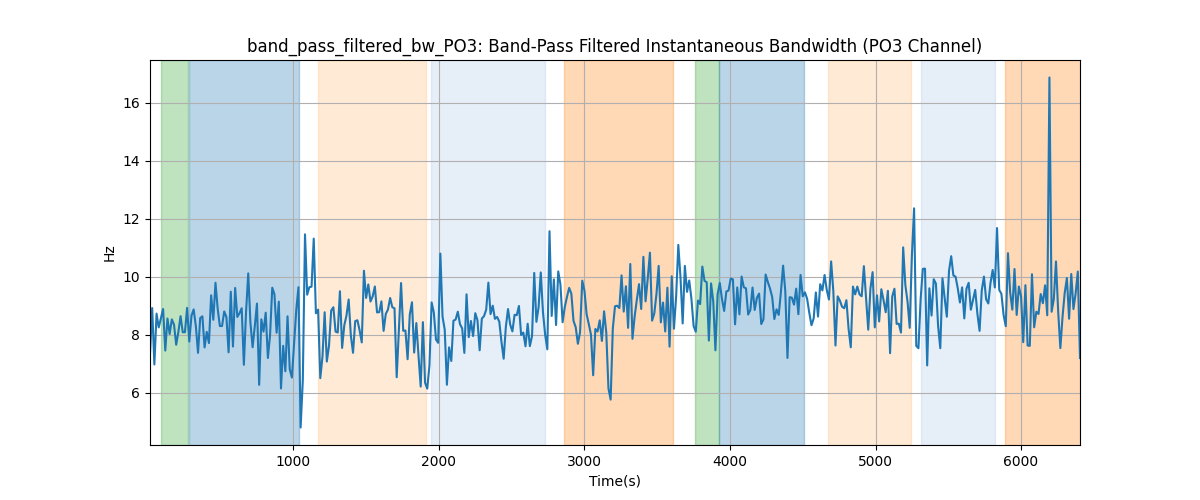 band_pass_filtered_bw_PO3: Band-Pass Filtered Instantaneous Bandwidth (PO3 Channel)
16
14
12
10
8
6
Hz
1000 2000 3000 4000 5000 6000
Time(s)